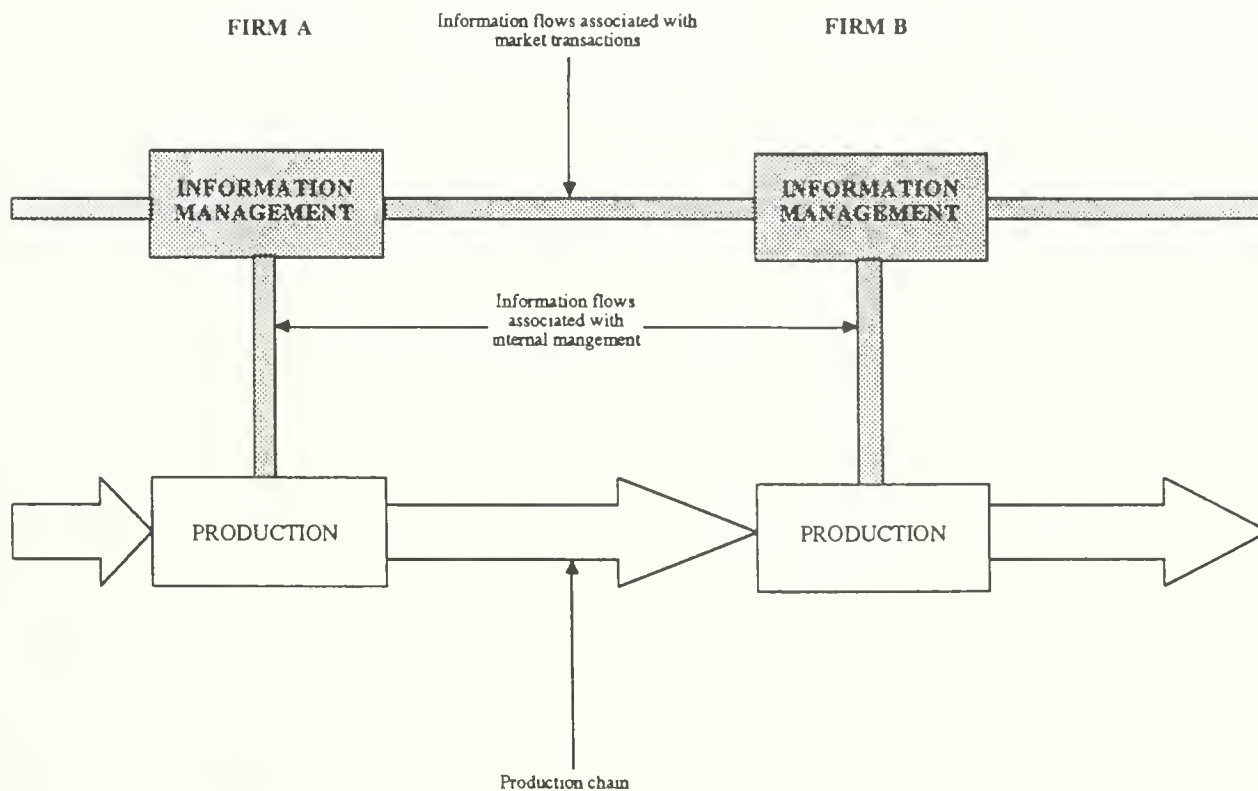 FIRM A
Information flows associated with
market transactions
FIRM B
INFORMATION
MANAGEMENT
INFORMATION
MANAGEMENT
Information flows
associated with
internal mangement
PRODUCTION
PRODUCTION
Production chain